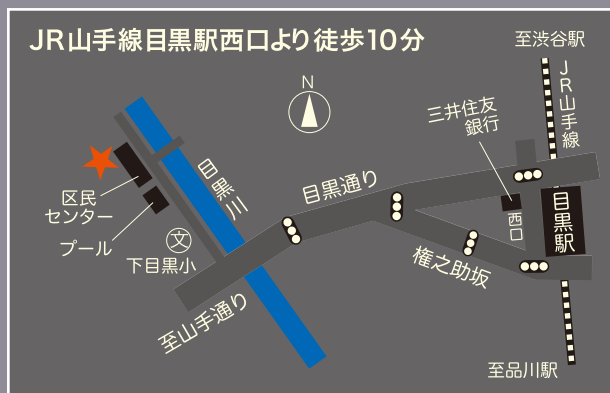 JR山手線目黒駅西口より徒歩10分
至渋谷駅
N
JR山手線
三井住友
銀行
目黒通り
目黒川
区民
センター
プール
文
下目黒小
西口
目黒駅
権之助坂
至山手通り
至品川駅